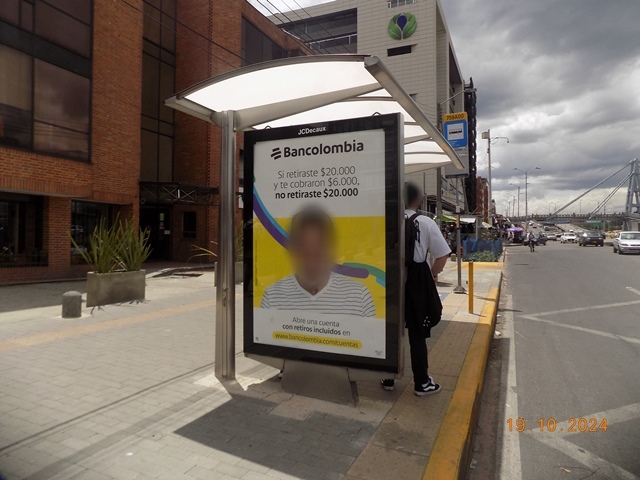 JCDecaux
Bancolombia
Si retiraste $20.000
y te cobraron $6.000,
no retiraste $20.000
Abre una cuenta
con retiros incluidos en
www.bancolombia.com/cuentas
19.10.2024